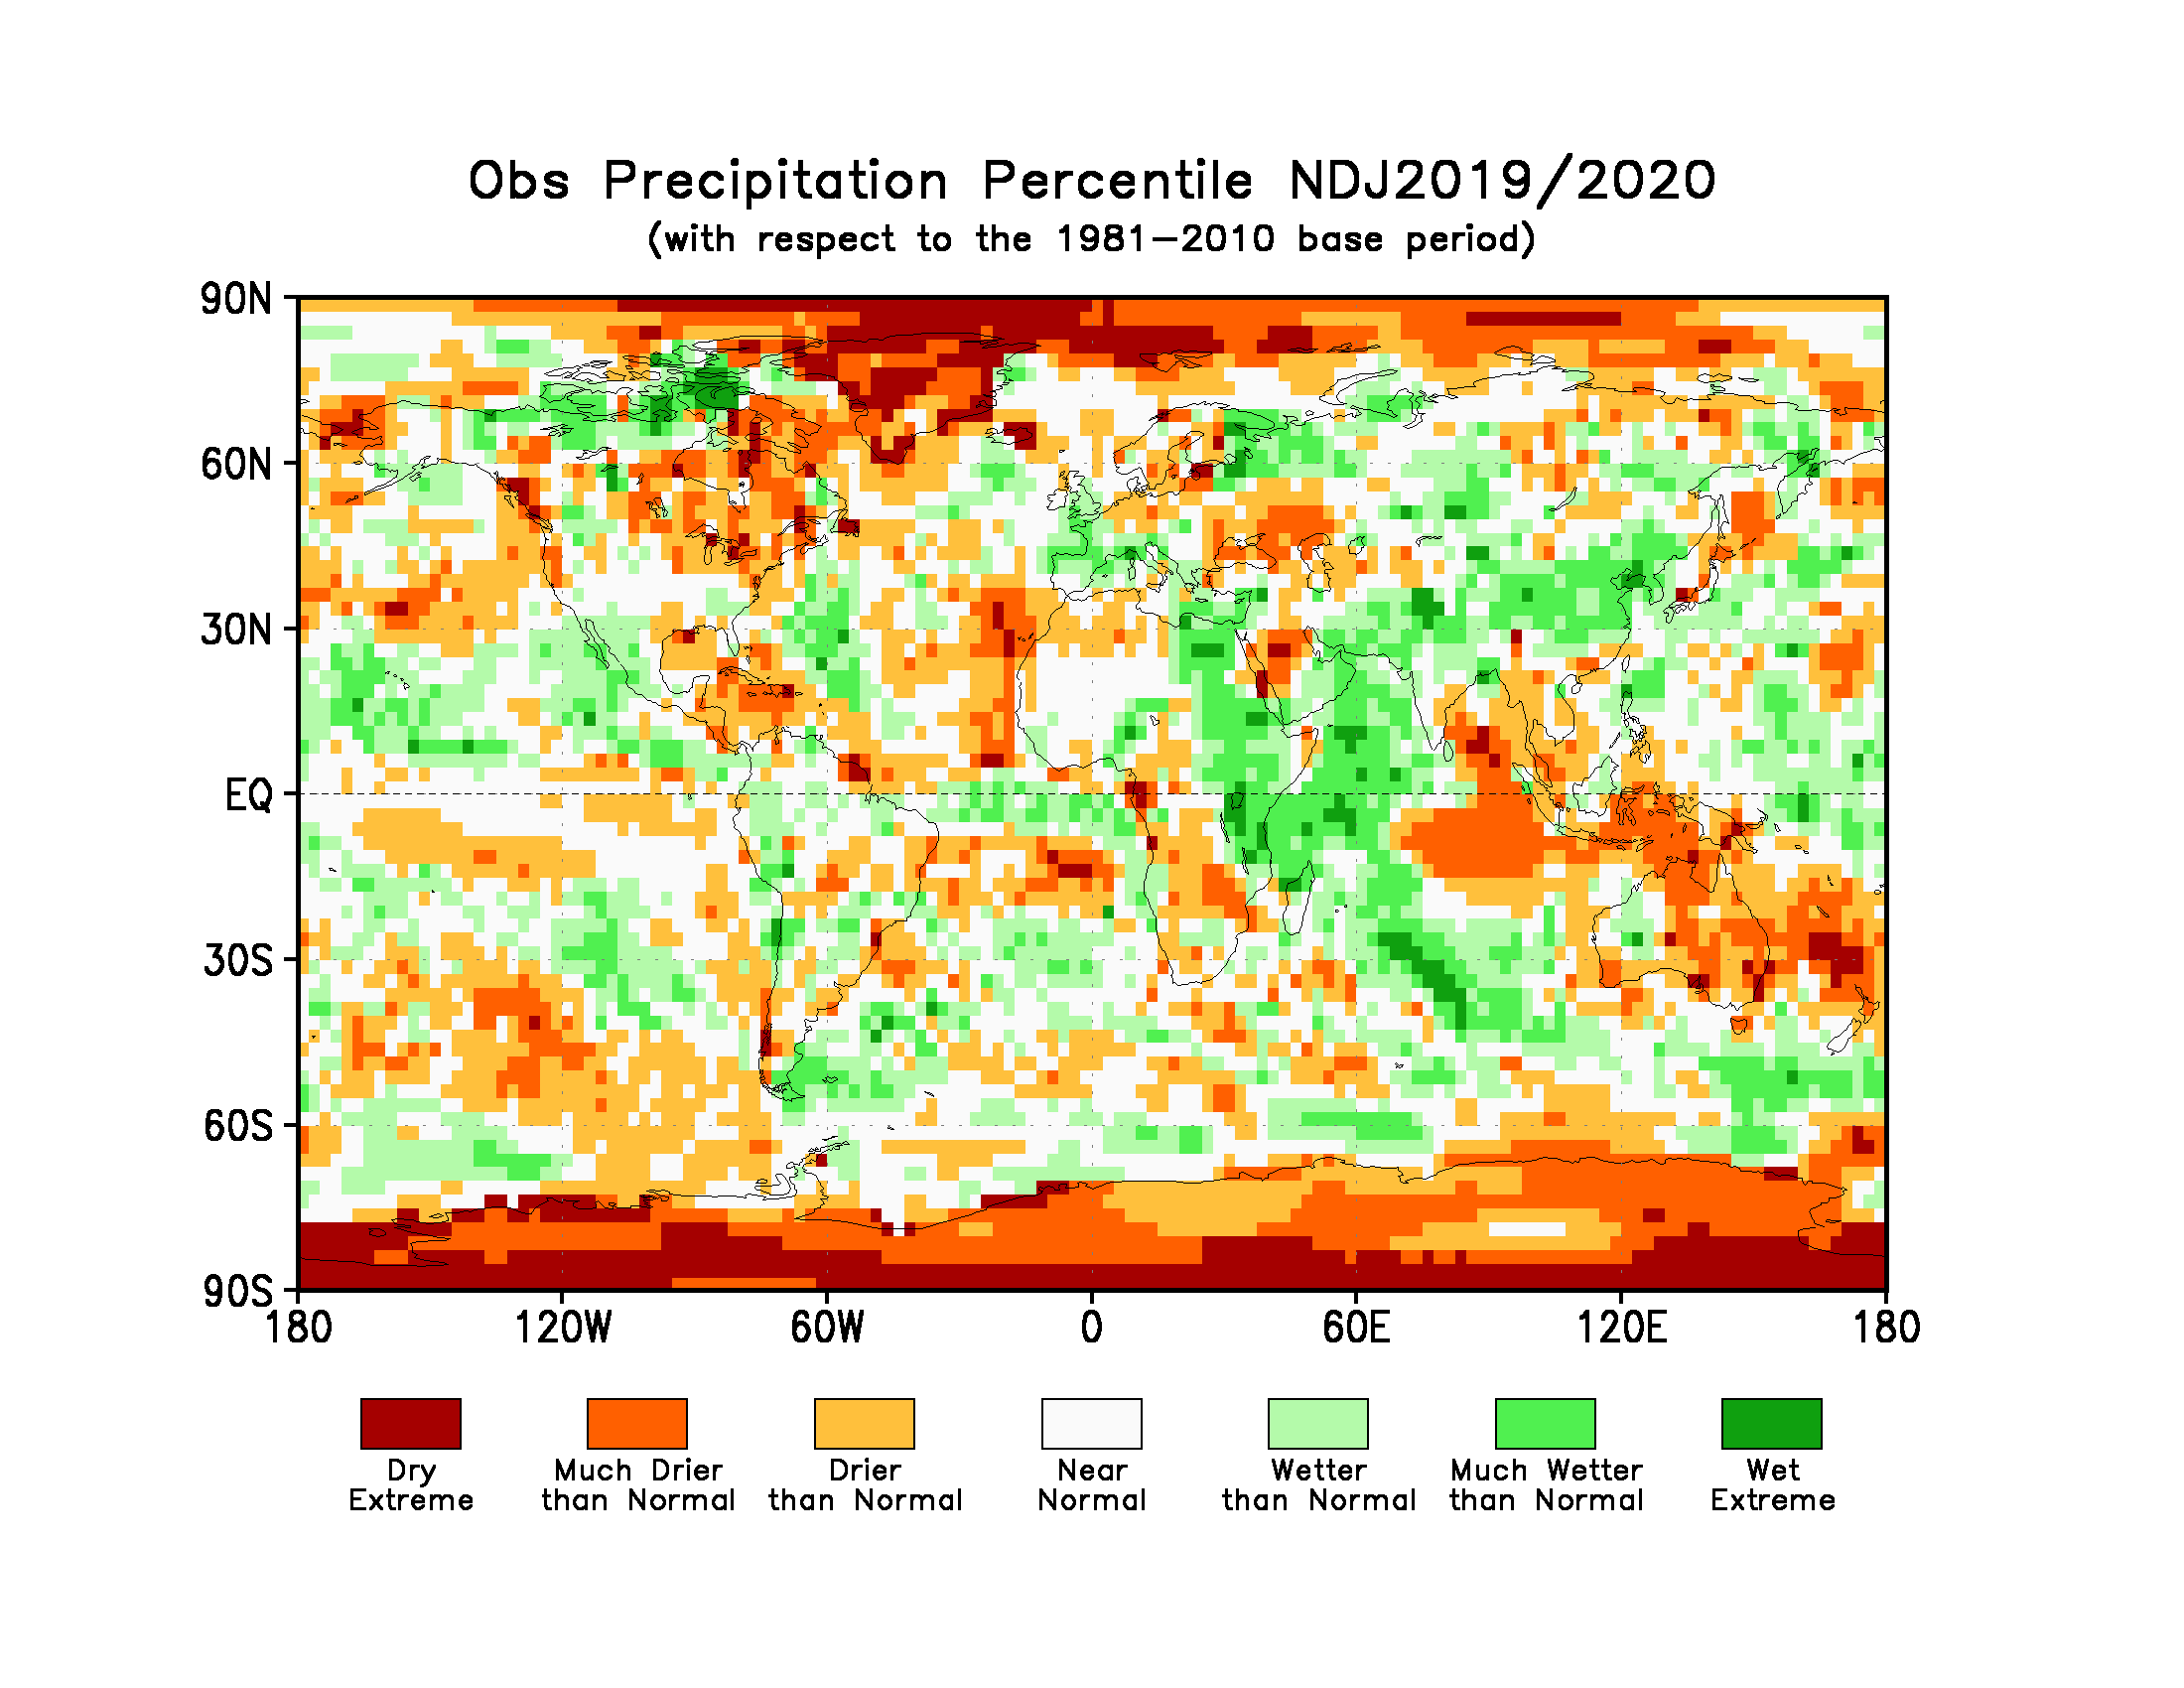 Obs Precipitation Percentile NDJ2019/2020
(with respect to the 1981-2010 base period)
90N
60N
30N
EQ
30S
60S
90S
180 120W 60W 0 60E 120E 180
Dry Extreme
Much Drier than Normal
Drier than Normal
Near Normal
Wetter than Normal
Much Wetter than Normal
Wet Extreme